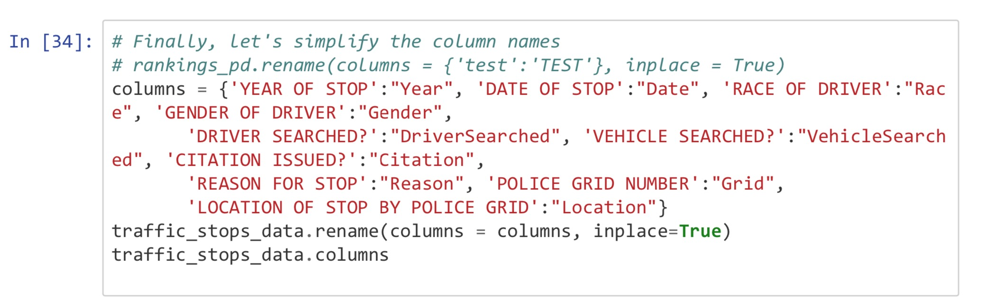 In [34]: # Finally, let's simplify the column names
# rankings_pd.rename(columns = {'test':'TEST'}, inplace = True)
columns = {'YEAR OF STOP':"Year", 'DATE OF STOP':"Date", 'RACE OF DRIVER':"Rac
e", 'GENDER OF DRIVER':"Gender",
       'DRIVER SEARCHED?':"DriverSearched", 'VEHICLE SEARCHED?':"VehicleSearch
ed", 'CITATION ISSUED?':"Citation",
       'REASON FOR STOP':"Reason", 'POLICE GRID NUMBER':"Grid",
       'LOCATION OF STOP BY POLICE GRID':"Location"}
traffic_stops_data.rename(columns = columns, inplace=True)
traffic_stops_data.columns